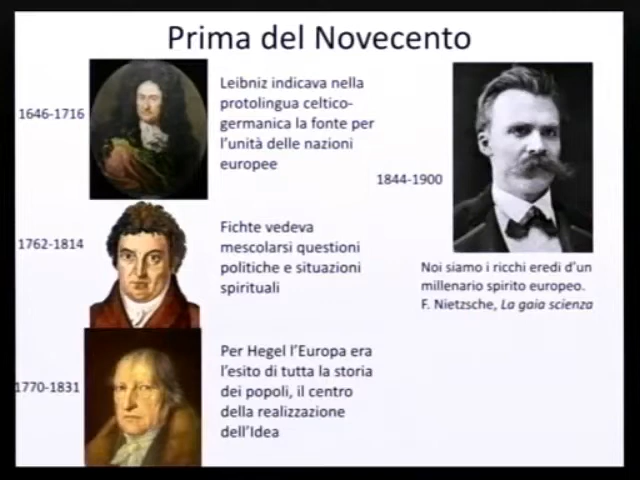 Prima del Novecento
1646-1716
Leibniz indicava nella
protolingua celtico-
germanica la fonte per
l'unità delle nazioni
europee
1762-1814
Fichte vedeva
mescolarsi questioni
politiche e situazioni
spirituali
1770-1831
Per Hegel l'Europa era
l'esito di tutta la storia
dei popoli, il centro
della realizzazione
dell'Idea
1844-1900
Noi siamo i ricchi eredi d'un
millenario spirito europeo.
F. Nietzsche, La gaia scienza